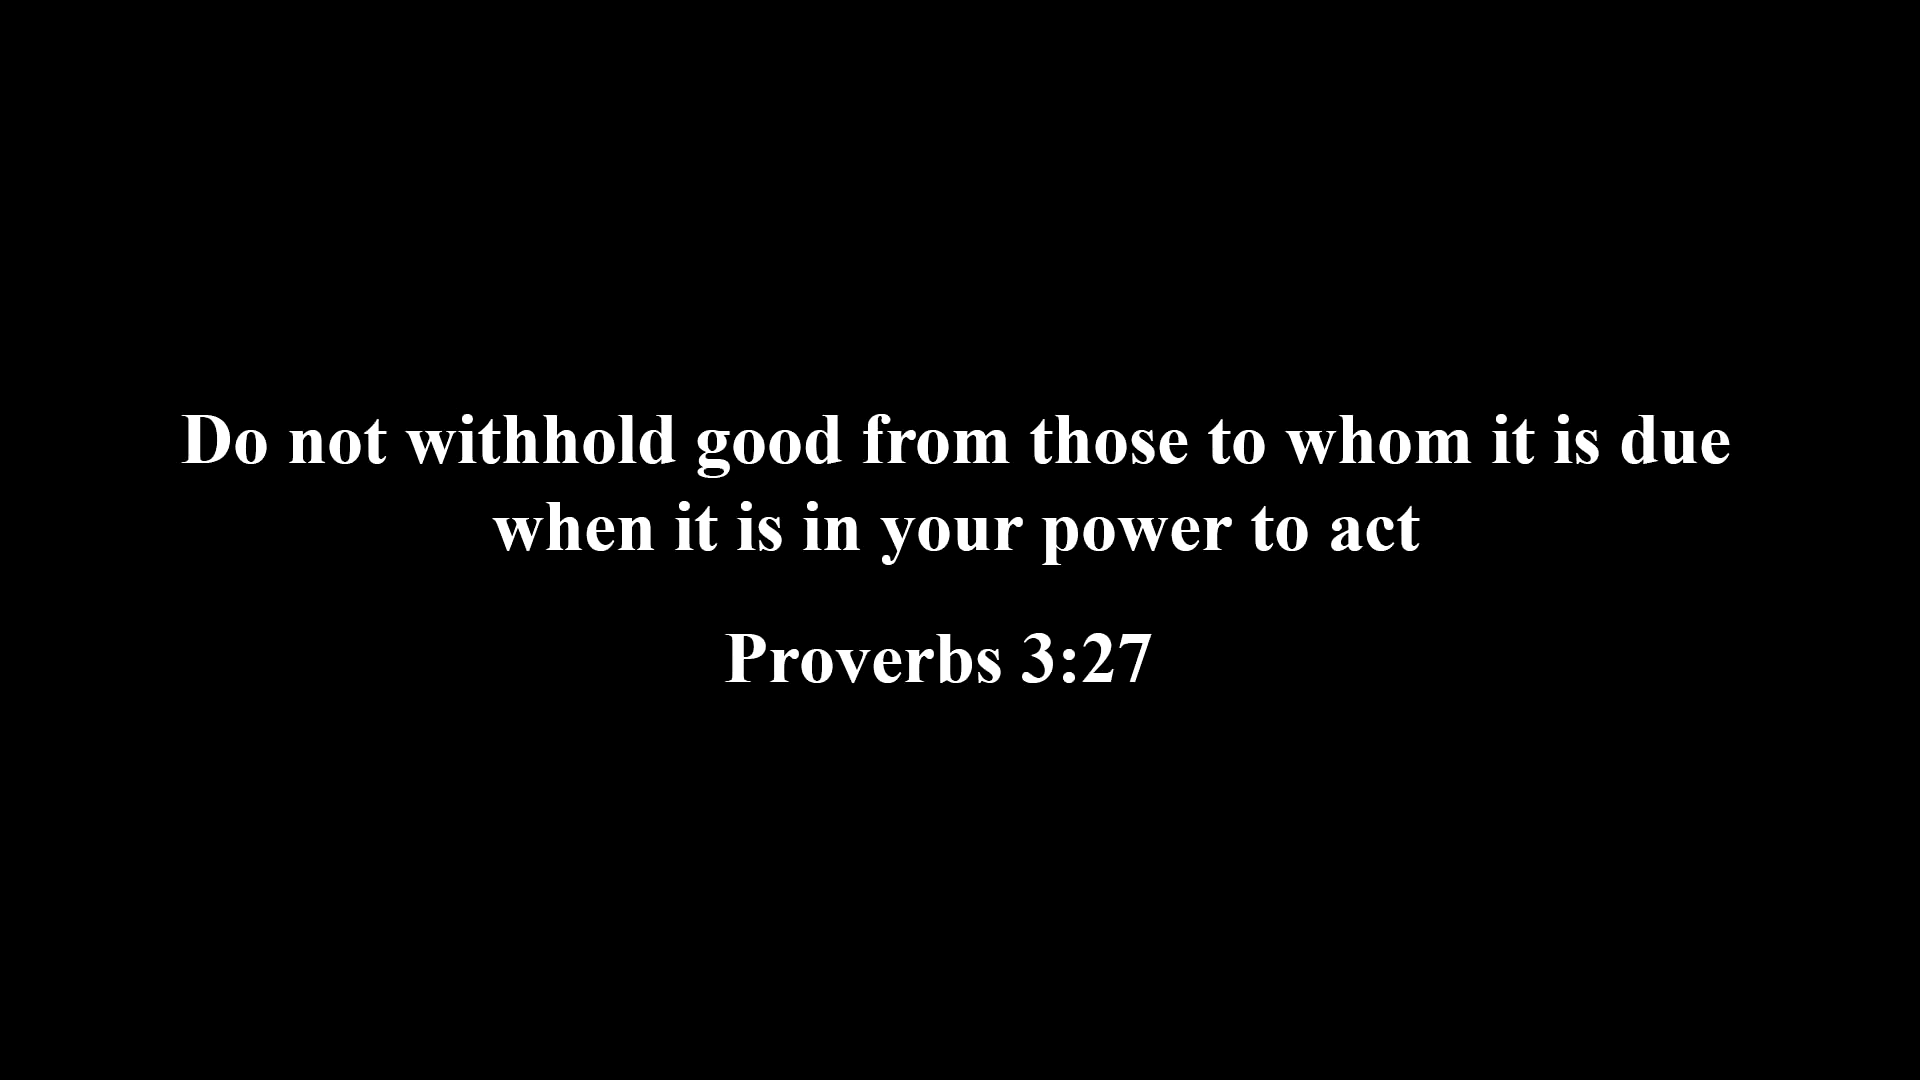 Do not withhold good from those to whom it is due
when it is in your power to act
Proverbs 3:27